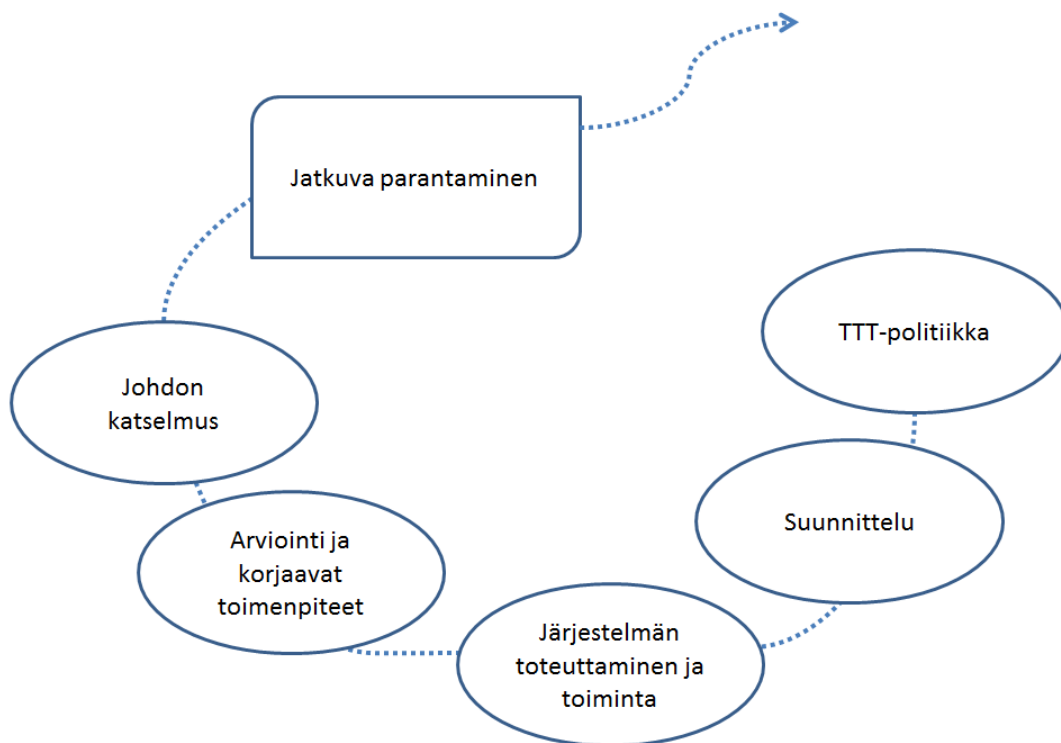 Jatkuva parantaminen
TTT-politiikka
Johdon
katselmus
Suunnittelu
Arviointi ja
korjaavat
toimenpiteet
Järjestelmän
toteuttaminen ja
toiminta